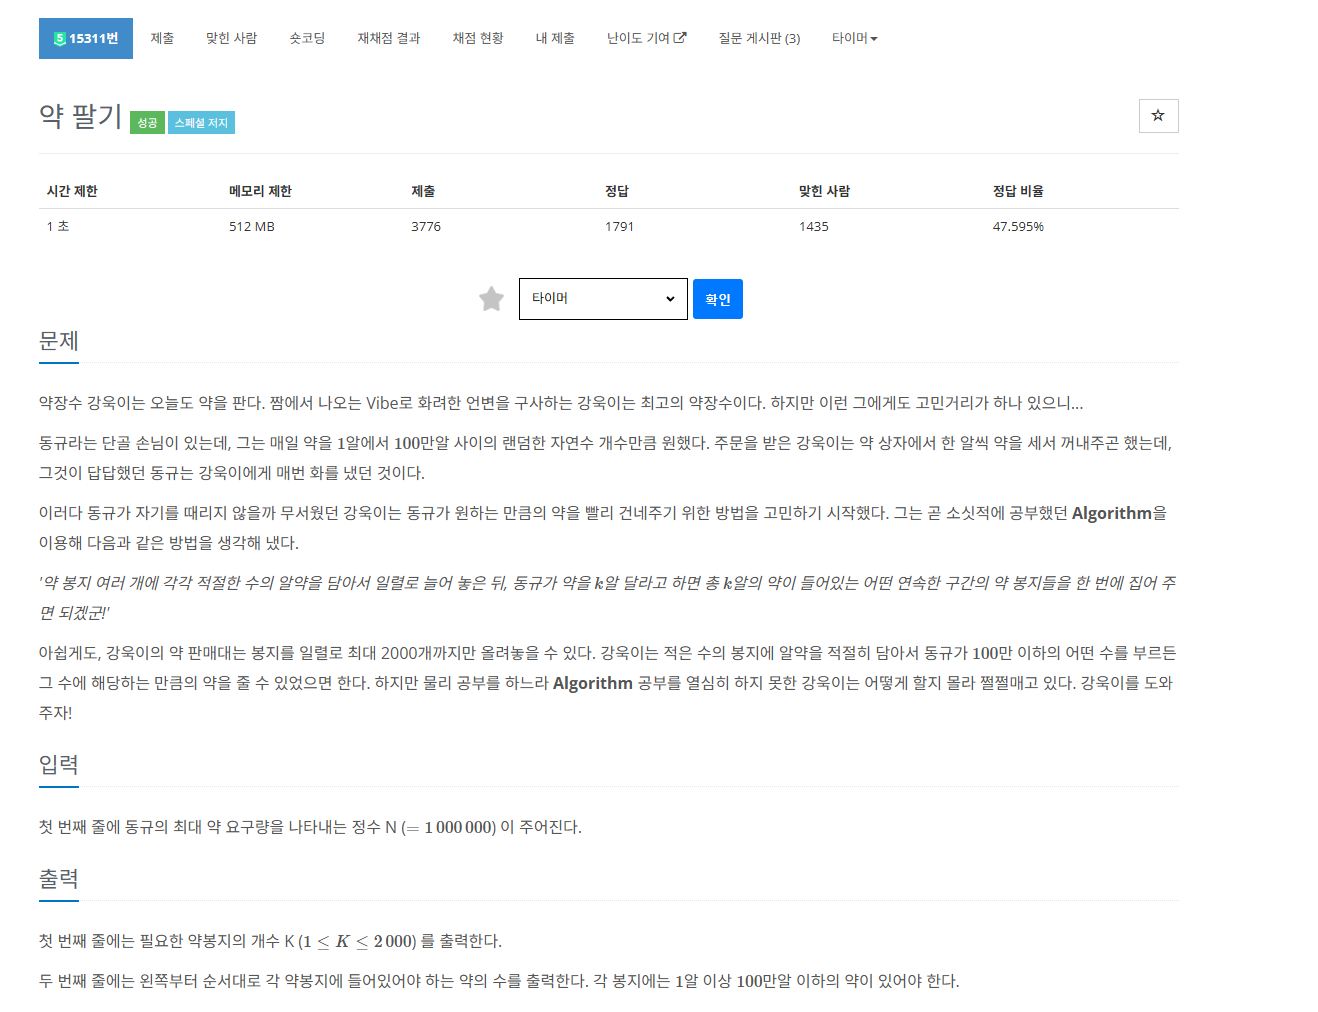 5 15311번 제출 맞힌 사람 숏코딩 재채점 결과 채점 현황 내 제출 난이도 기여 질문 게시판 (3) 타이머
약 팔기 성공 스페셜 저지
시간 제한 메모리 제한 제출 정답 맞힌 사람 정답 비율
1 초 512 MB 3776 1791 1435 47.595%
타이머 확인
문제
약장수 강욱이는 오늘도 약을 판다. 짬에서 나오는 Vibe로 화려한 언변을 구사하는 강욱이는 최고의 약장수이다. 하지만 이런 그에게도 고민거리가 하나 있으니...
동규라는 단골 손님이 있는데, 그는 매일 약을 1알에서 100만알 사이의 랜덤한 자연수 개수만큼 원했다. 주문을 받은 강욱이는 약 상자에서 한 알씩 약을 세서 꺼내주곤 했는데,
그것이 답답했던 동규는 강욱이에게 매번 화를 냈던 것이다.
이러다 동규가 자기를 때리지 않을까 무서웠던 강욱이는 동규가 원하는 만큼의 약을 빨리 건네주기 위한 방법을 고민하기 시작했다. 그는 곧 소싯적에 공부했던 Algorithm을
이용해 다음과 같은 방법을 생각해 냈다.
'약 봉지 여러 개에 각각 적절한 수의 알약을 담아서 일렬로 늘어 놓은 뒤, 동규가 약을 k알 달라고 하면 총 k알의 약이 들어있는 어떤 연속한 구간의 약 봉지들을 한 번에 집어 주
면 되겠군!'
아쉽게도, 강욱이의 약 판매대는 봉지를 일렬로 최대 2000개까지만 올려놓을 수 있다. 강욱이는 적은 수의 봉지에 알약을 적절히 담아서 동규가 100만 이하의 어떤 수를 부르든
그 수에 해당하는 만큼의 약을 줄 수 있었으면 한다. 하지만 물리 공부를 하느라 Algorithm 공부를 열심히 하지 못한 강욱이는 어떻게 할지 몰라 쩔쩔매고 있다. 강욱이를 도와
주자!
입력
첫 번째 줄에 동규의 최대 약 요구량을 나타내는 정수 N (= 1 000 000) 이 주어진다.
출력
첫 번째 줄에는 필요한 약봉지의 개수 K (1 ≤ K ≤ 2 000) 를 출력한다.
두 번째 줄에는 왼쪽부터 순서대로 각 약봉지에 들어있어야 하는 약의 수를 출력한다. 각 봉지에는 1알 이상 100만알 이하의 약이 있어야 한다.